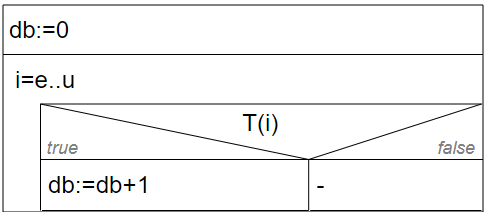 db:=0
i=e..u
T(i)
true
false
db:=db+1
-